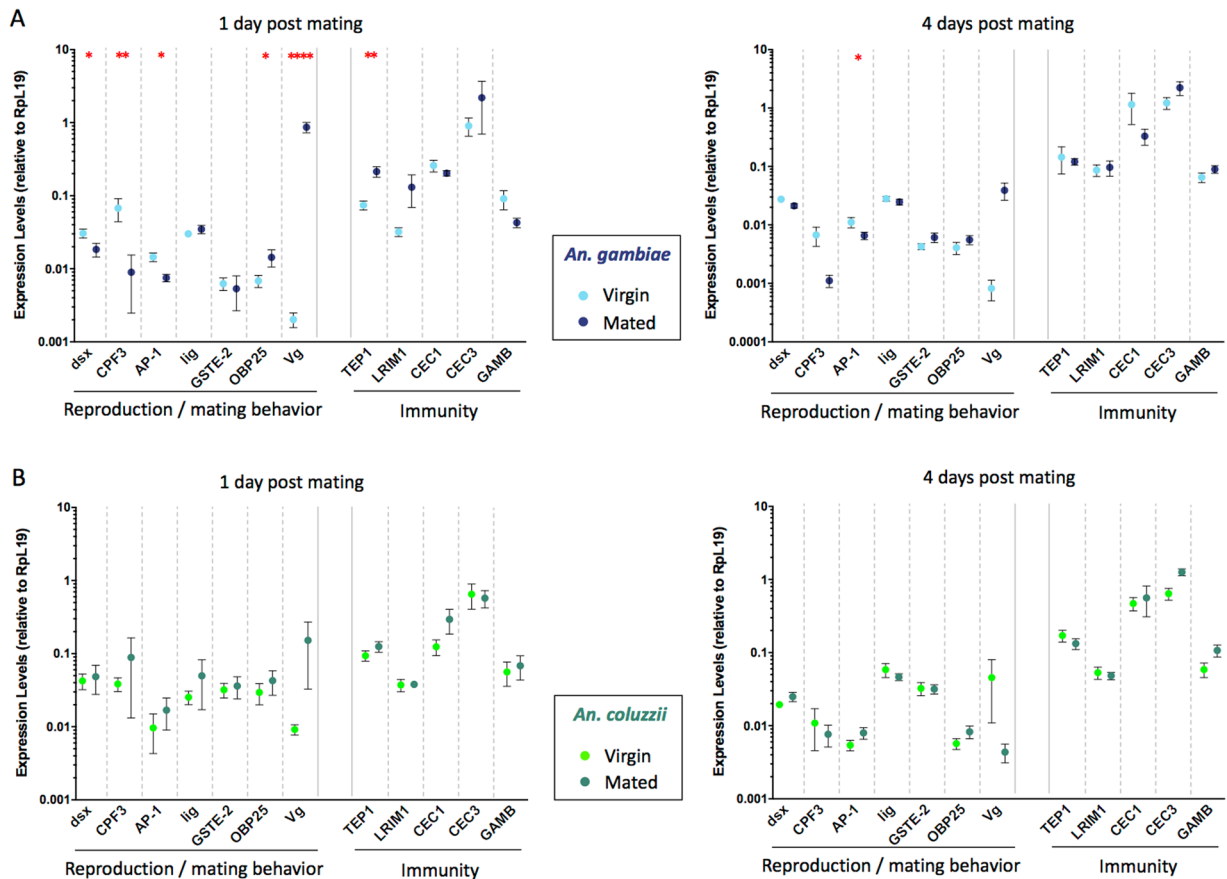 A
1 day post mating
4 days post mating
Expression Levels (relative to RpL19)
10
1
0.1
0.01
0.001
* ** * * **** **
dsx CPF3 AP-1 lig GSTE-2 OBP25 Vg TEP1 LRIM1 CEC1 CEC3 GAMB
Reproduction / mating behavior Immunity
An. gambiae
Virgin
Mated
Expression Levels (relative to RpL19)
10
1
0.1
0.01
0.001
0.0001
*
dsx CPF3 AP-1 lig GSTE-2 OBP25 Vg TEP1 LRIM1 CEC1 CEC3 GAMB
Reproduction / mating behavior Immunity
B
1 day post mating
4 days post mating
Expression Levels (relative to RpL19)
10
1
0.1
0.01
0.001
dsx CPF3 AP-1 lig GSTE-2 OBP25 Vg TEP1 LRIM1 CEC1 CEC3 GAMB
Reproduction / mating behavior Immunity
An. coluzzii
Virgin
Mated
Expression Levels (relative to RpL19)
10
1
0.1
0.01
0.001
dsx CPF3 AP-1 lig GSTE-2 OBP25 Vg TEP1 LRIM1 CEC1 CEC3 GAMB
Reproduction / mating behavior Immunity